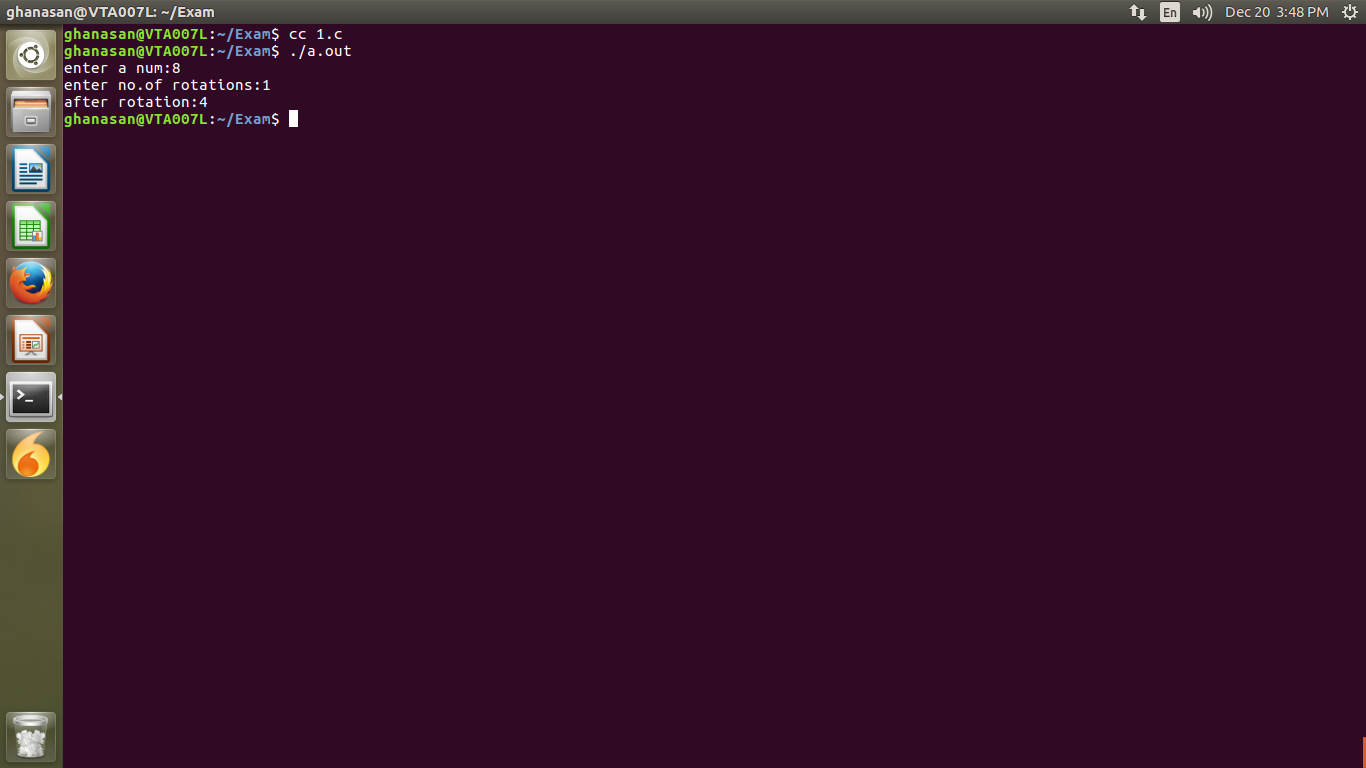 ghanasan@VTA007L: ~/Exam
En
Dec 20 3:48 PM
ghanasan@VTA007L:~/Exam$ cc 1.c
ghanasan@VTA007L:~/Exam$ ./a.out
enter a num:8
enter no.of rotations:1
after rotation:4
ghanasan@VTA007L:~/Exam$